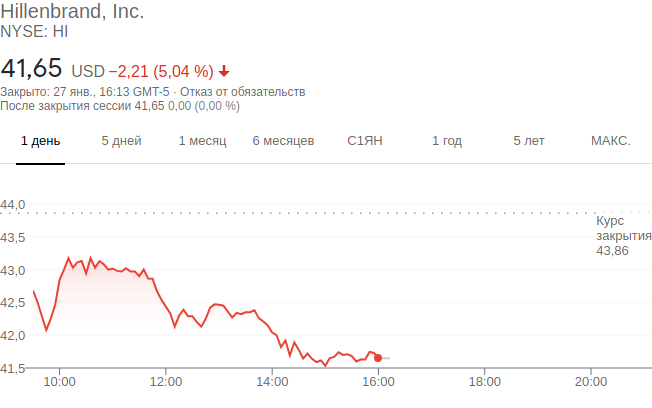 Hillenbrand, Inc.
NYSE: HI
41,65 USD −2,21 (5,04 %)
Закрыто: 27 янв., 16:13 GMT-5 · Отказ от обязательств
После закрытия сессии 41,65 0,00 (0,00 %)
1 день 5 дней 1 месяц 6 месяцев С1ЯН 1 год 5 лет МАКС.
44,0
Курс
закрытия
43,86
43,5
43,0
42,5
42,0
41,5
10:00 12:00 14:00 16:00 18:00 20:00